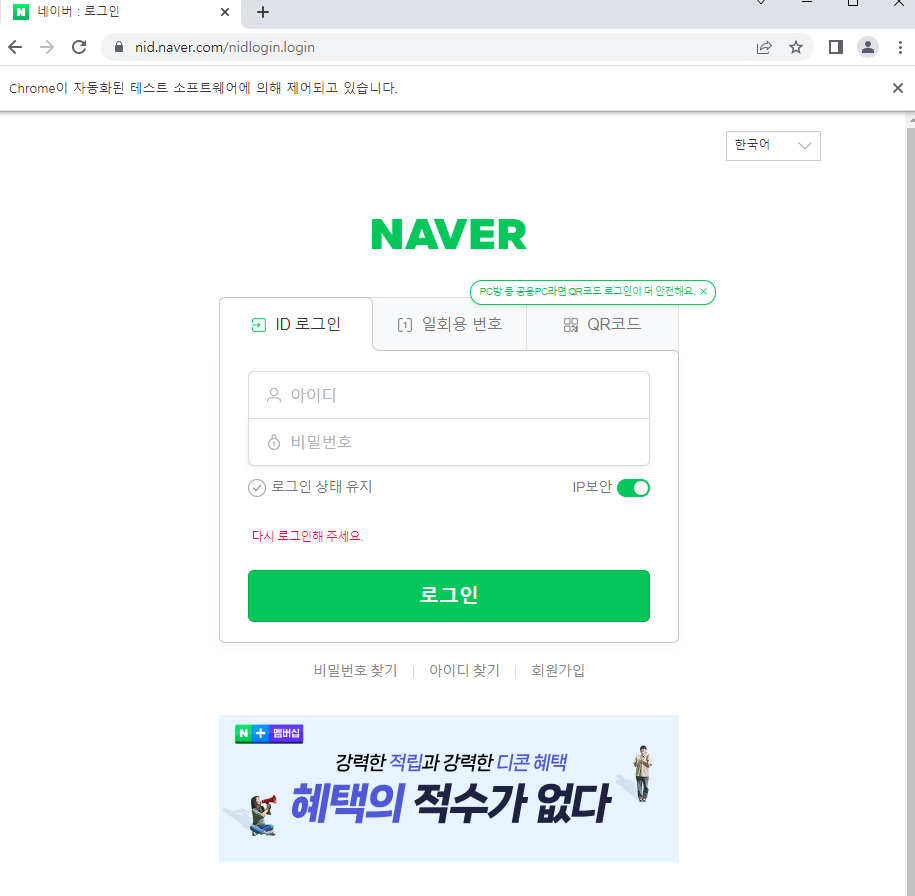 네이버 : 로그인
nid.naver.com/nidlogin.login
Chrome이 자동화된 테스트 소프트웨어에 의해 제어되고 있습니다.
한국어
NAVER
PC방 등 공용PC라면 QR코드 로그인이 더 안전해요.
ID 로그인
일회용 번호
QR코드
아이디
비밀번호
로그인 상태 유지
IP보안
다시 로그인해 주세요.
로그인
비밀번호 찾기
아이디 찾기
회원가입
N + 멤버십
강력한 적립과 강력한 디콘 혜택
혜택의 적수가 없다